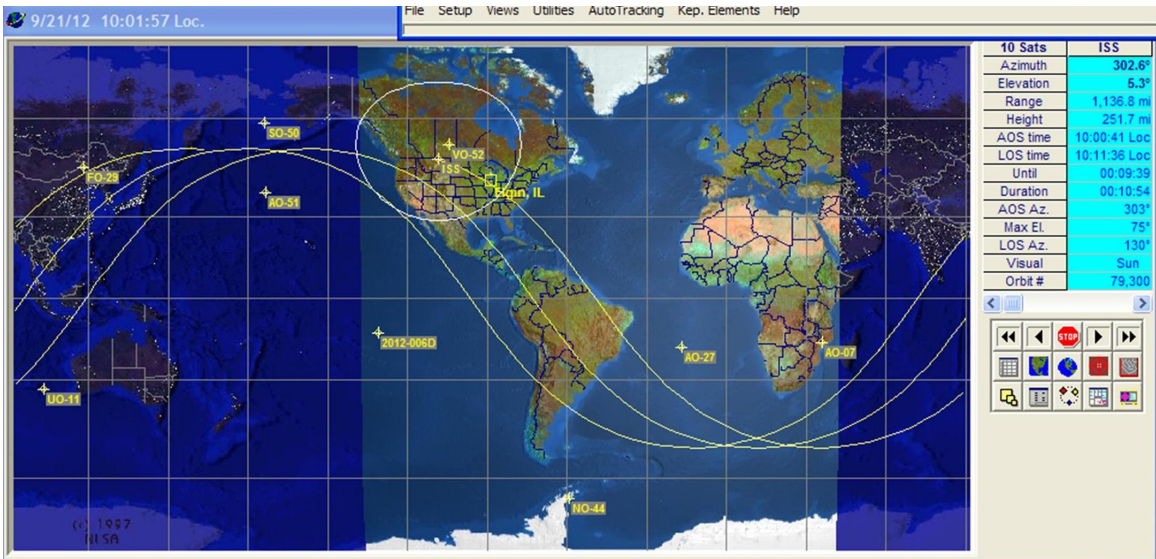 9/21/12 10:01:57 Loc.
File Setup Views Utilities AutoTracking Kep. Elements Help
10 Sats ISS
Azimuth 302.6°
Elevation 5.3°
Range 1,136.8 mi
Height 251.7 mi
AOS time 10:00:41 Loc
LOS time 10:11:36 Loc
Until 00:09:39
Duration 00:10:54
AOS Az. 303°
Max El. 75°
LOS Az. 130°
Visual Sun
Orbit # 79,300
STOP
SO-50
VO-52
ISS
FO-29
Elgin, IL
AO-51
2012-006D
AO-27
AO-07
UO-11
NO-44
(c) 1997
NLSA